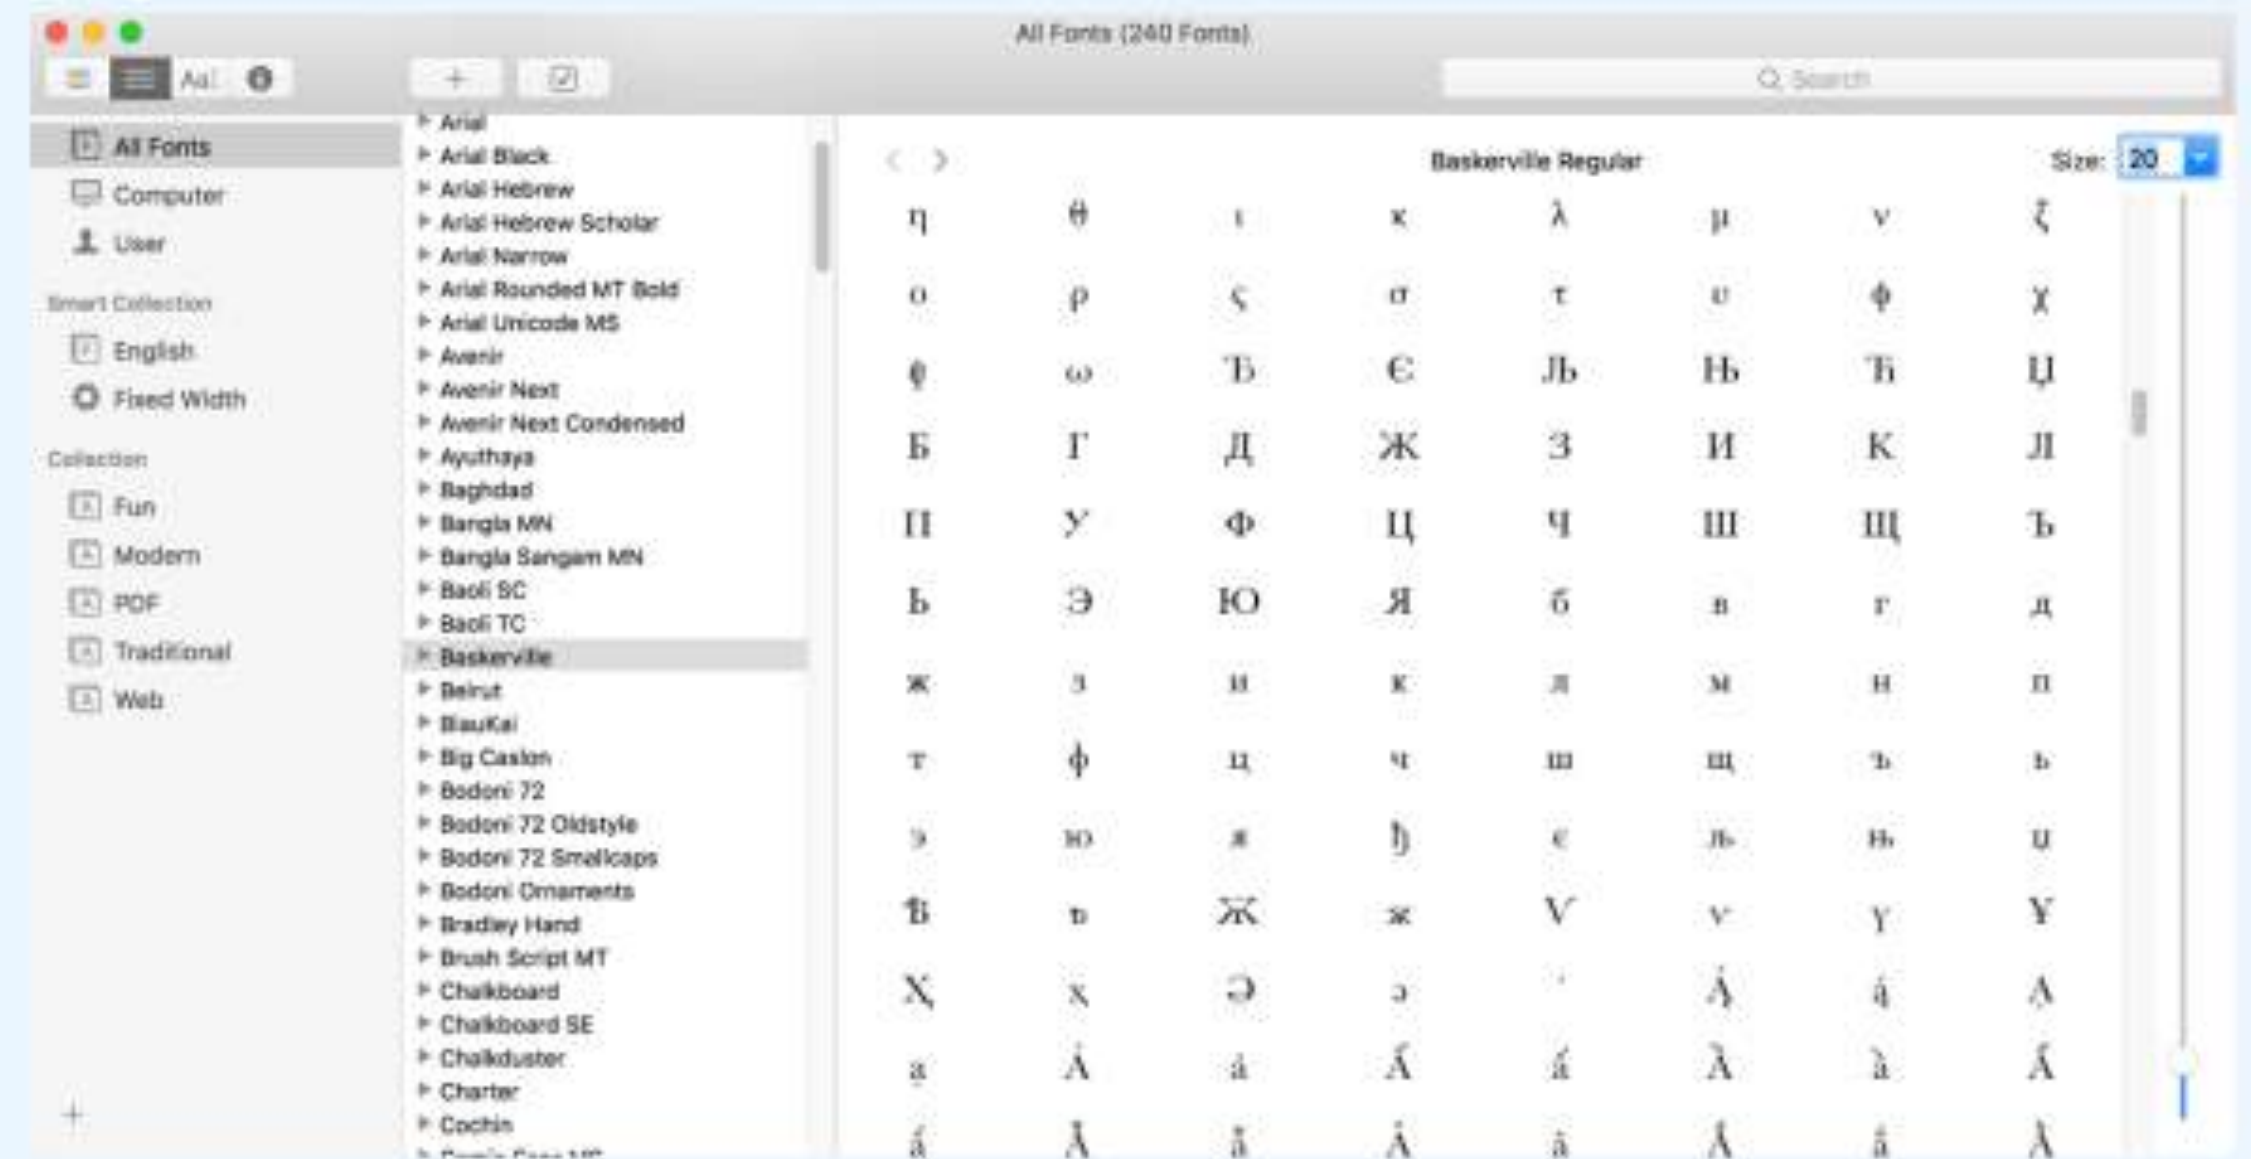 All Fonts (240 Fonts)
Aa
Search
All Fonts
Computer
User
Smart Collection
English
Fixed Width
Collection
Fun
Modern
PDF
Traditional
Web
Arial
Arial Black
Arial Hebrew
Arial Hebrew Scholar
Arial Narrow
Arial Rounded MT Bold
Arial Unicode MS
Avenir
Avenir Next
Avenir Next Condensed
Ayuthaya
Baghdad
Bangla MN
Bangla Sangam MN
Baoli SC
Baoli TC
Baskerville
Beirut
BiauKai
Big Caslon
Bodoni 72
Bodoni 72 Oldstyle
Bodoni 72 Smallcaps
Bodoni Ornaments
Bradley Hand
Brush Script MT
Chalkboard
Chalkboard SE
Chalkduster
Charter
Cochin
Baskerville Regular
Size: 20
η θ ι κ λ μ ν ζ
ο ρ ς σ τ υ φ χ
ω Ђ Є Љ Њ Ћ Џ
Б Г Д Ж З И К Л
П У Ф Ц Ч Ш Щ Ъ
Ь Э Ю Я б в г д
ж з и к л м н п
т ф ц ч ш щ ъ ь
э ю я ђ є љ њ џ
Ж ж Ѵ ѵ
Ҳ ҳ Ә ә